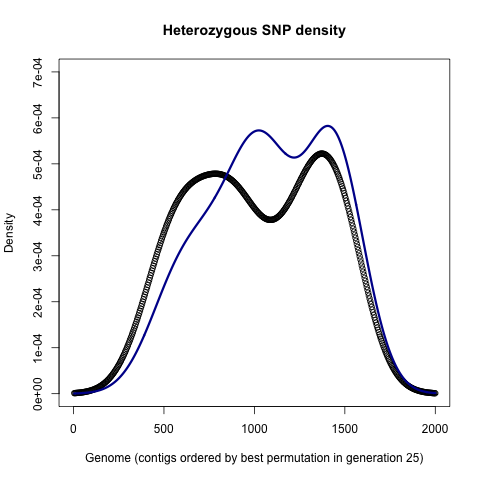 Heterozygous SNP density
7e-04
6e-04
5e-04
4e-04
3e-04
2e-04
1e-04
0e+00
Density
0 500 1000 1500 2000
Genome (contigs ordered by best permutation in generation 25)